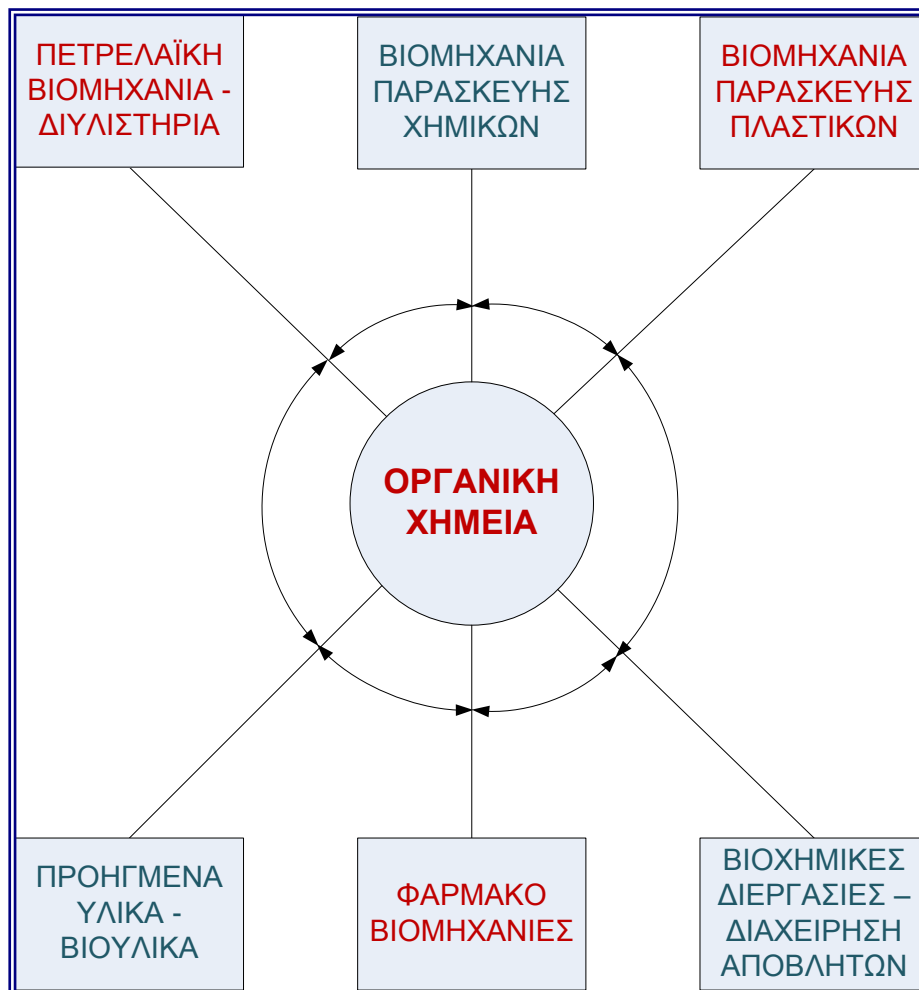 ΠΕΤΡΕΛΑΪΚΗ
ΒΙΟΜΗΧΑΝΙΑ -
ΔΙΥΛΙΣΤΗΡΙΑ
ΒΙΟΜΗΧΑΝΙΑ
ΠΑΡΑΣΚΕΥΗΣ
ΧΗΜΙΚΩΝ
ΒΙΟΜΗΧΑΝΙΑ
ΠΑΡΑΣΚΕΥΗΣ
ΠΛΑΣΤΙΚΩΝ
ΟΡΓΑΝΙΚΗ
ΧΗΜΕΙΑ
ΠΡΟΗΓΜΕΝΑ
ΥΛΙΚΑ -
ΒΙΟΥΛΙΚΑ
ΦΑΡΜΑΚΟ
ΒΙΟΜΗΧΑΝΙΕΣ
ΒΙΟΧΗΜΙΚΕΣ
ΔΙΕΡΓΑΣΙΕΣ –
ΔΙΑΧΕΙΡΗΣΗ
ΑΠΟΒΛΗΤΩΝ